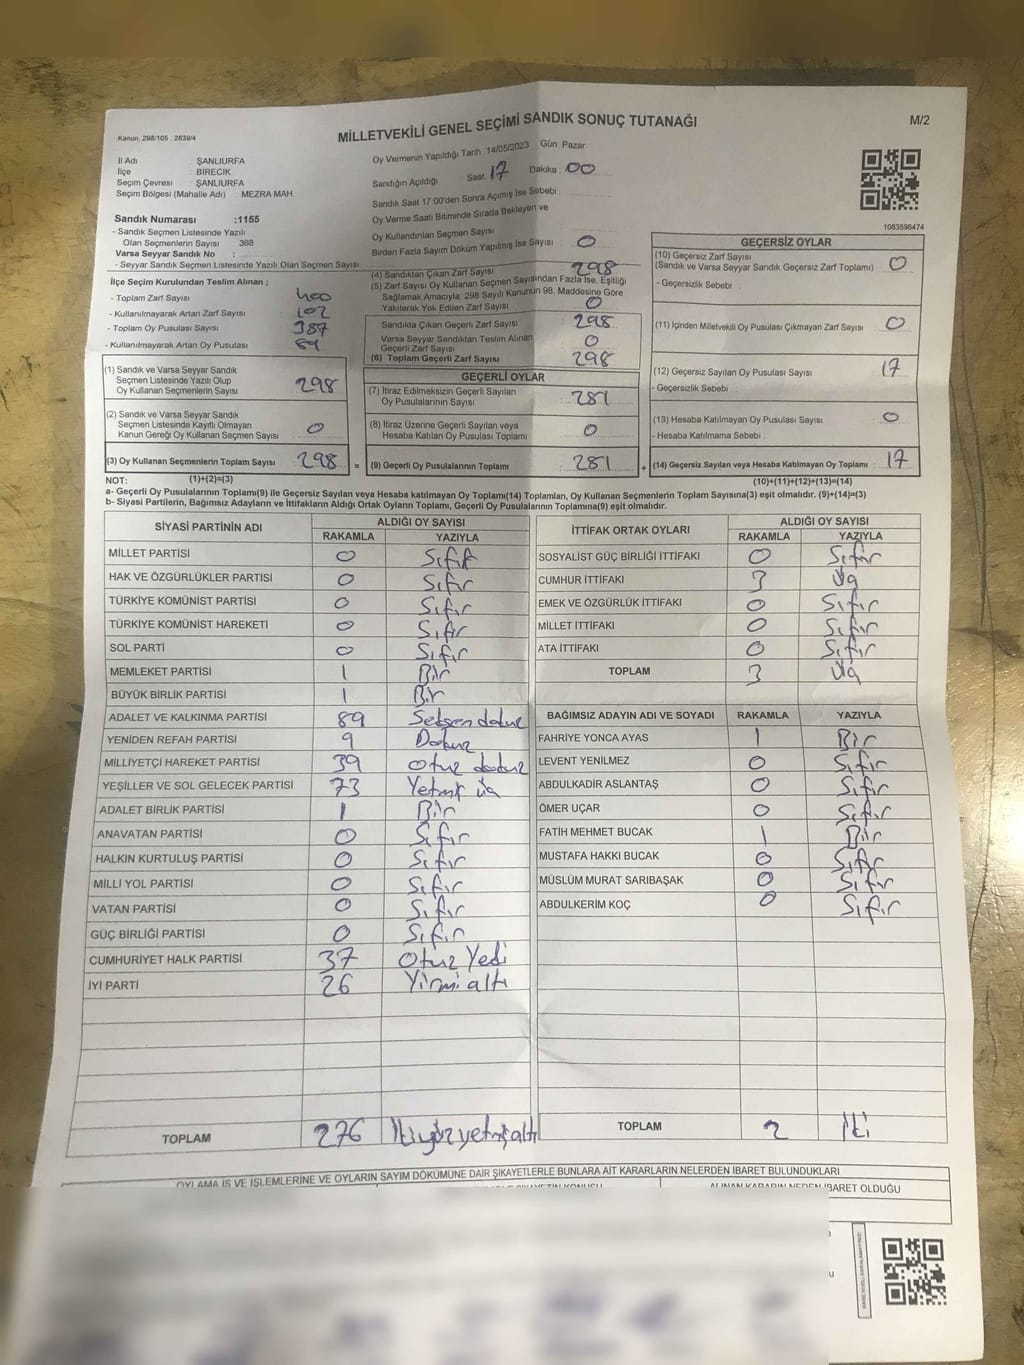 Kanun, 298/105 , 2839/4
MİLLETVEKİLİ GENEL SEÇİMİ SANDIK SONUÇ TUTANAĞI
M/2
İl Adı : ŞANLIURFA
İlçe : BİRECİK
Seçim Çevresi : ŞANLIURFA
Seçim Bölgesi (Mahalle Adı) : MEZRA MAH.
Sandık Numarası :1155
- Sandık Seçmen Listesinde Yazılı
Olan Seçmenlerin Sayısı : 368
Varsa Seyyar Sandık No :
- Seyyar Sandık Seçmen Listesinde Yazılı Olan Seçmen Sayısı :
İlçe Seçim Kurulundan Teslim Alınan ;
- Toplam Zarf Sayısı : 400
- Kullanılmayarak Artan Zarf Sayısı : 102
- Toplam Oy Pusulası Sayısı : 387
- Kullanılmayarak Artan Oy Pusulası : 89
Oy Vermenin Yapıldığı Tarih :14/05/2023 Gün: Pazar
Sandığın Açıldığı Saat: 17 Dakika : 00
Sandık Saat 17:00'den Sonra Açımış İse Sebebi :
Oy Verme Saati Bitiminde Sırada Bekleyen ve
Oy Kullandırılan Seçmen Sayısı :
Birden Fazla Sayım Döküm Yapılmış İse Sayısı : 0
(4) Sandıktan Çıkan Zarf Sayısı : 298
(5) Zarf Sayısı Oy Kullanan Seçmen Sayısından Fazla İse, Eşitliği
Sağlamak Amacıyla 298 Sayılı Kanunun 98. Maddesine Göre
Yakılarak Yok Edilen Zarf Sayısı : 0
Sandıkta Çıkan Geçerli Zarf Sayısı : 298
Varsa Seyyar Sandıktan Teslim Alınan
Geçerli Zarf Sayısı : 0
(6) Toplam Geçerli Zarf Sayısı : 298
1083598474
GEÇERSİZ OYLAR
(10) Geçersiz Zarf Sayısı
(Sandık ve Varsa Seyyar Sandık Geçersiz Zarf Toplamı) : 0
- Geçersizlik Sebebi :
(11) İçinden Milletvekili Oy Pusulası Çıkmayan Zarf Sayısı : 0
(12) Geçersiz Sayılan Oy Pusulası Sayısı : 17
- Geçersizlik Sebebi :
(13) Hesaba Katılmayan Oy Pusulası Sayısı : 0
- Hesaba Katılmama Sebebi :
(14) Geçersiz Sayılan veya Hesaba Katılmayan Oy Toplamı : 17
(1) Sandık ve Varsa Seyyar Sandık
Seçmen Listesinde Yazılı Olup
Oy Kullanan Seçmenlerin Sayısı : 298
(2) Sandık ve Varsa Seyyar Sandık
Seçmen Listesinde Kayıtlı Olmayan
Kanun Gereği Oy Kullanan Seçmen Sayısı : 0
(3) Oy Kullanan Seçmenlerin Toplam Sayısı : 298 =
GEÇERLİ OYLAR
(7) İtiraz Edilmeksizin Geçerli Sayılan
Oy Pusulalarının Sayısı : 281
(8) İtiraz Üzerine Geçerli Sayılan veya
Hesaba Katılan Oy Pusulası Toplamı : 0
(9) Geçerli Oy Pusulalarının Toplamı : 281 +
NOT: (1)+(2)=(3) (10)+(11)+(12)+(13)=(14)
a- Geçerli Oy Pusulalarının Toplamı(9) ile Geçersiz Sayılan veya Hesaba katılmayan Oy Toplamı(14) Toplamları, Oy Kullanan Seçmenlerin Toplam Sayısına(3) eşit olmalıdır. (9)+(14)=(3)
b- Siyasi Partilerin, Bağımsız Adayların ve İttifakların Aldığı Ortak Oyların Toplamı, Geçerli Oy Pusulalarının Toplamına(9) eşit olmalıdır.
SİYASİ PARTİNİN ADI ALDIĞI OY SAYISI
RAKAMLA YAZIYLA
MİLLET PARTİSİ 0 Sıfır
HAK VE ÖZGÜRLÜKLER PARTİSİ 0 Sıfır
TÜRKİYE KOMÜNİST PARTİSİ 0 Sıfır
TÜRKİYE KOMÜNİST HAREKETİ 0 Sıfır
SOL PARTİ 0 Sıfır
MEMLEKET PARTİSİ 1 Bir
BÜYÜK BİRLİK PARTİSİ 1 Bir
ADALET VE KALKINMA PARTİSİ 89 Seksen dokuz
YENİDEN REFAH PARTİSİ 9 Dokuz
MİLLİYETÇİ HAREKET PARTİSİ 39 Otuz dokuz
YEŞİLLER VE SOL GELECEK PARTİSİ 73 Yetmiş üç
ADALET BİRLİK PARTİSİ 1 Bir
ANAVATAN PARTİSİ 0 Sıfır
HALKIN KURTULUŞ PARTİSİ 0 Sıfır
MİLLİ YOL PARTİSİ 0 Sıfır
VATAN PARTİSİ 0 Sıfır
GÜÇ BİRLİĞİ PARTİSİ 0 Sıfır
CUMHURİYET HALK PARTİSİ 37 Otuz Yedi
İYİ PARTİ 26 Yirmi altı
TOPLAM 276 İkiyüzyetmişaltı
İTTİFAK ORTAK OYLARI ALDIĞI OY SAYISI
RAKAMLA YAZIYLA
SOSYALİST GÜÇ BİRLİĞİ İTTİFAKI 0 Sıfır
CUMHUR İTTİFAKI 3 Üç
EMEK VE ÖZGÜRLÜK İTTİFAKI 0 Sıfır
MİLLET İTTİFAKI 0 Sıfır
ATA İTTİFAKI 0 Sıfır
TOPLAM 3 Üç
BAĞIMSIZ ADAYIN ADI VE SOYADI RAKAMLA YAZIYLA
FAHRİYE YONCA AYAS 1 Bir
LEVENT YENİLMEZ 0 Sıfır
ABDULKADİR ASLANTAŞ 0 Sıfır
ÖMER UÇAR 0 Sıfır
FATİH MEHMET BUCAK 1 Bir
MUSTAFA HAKKI BUCAK 0 Sıfır
MÜSLÜM MURAT SARIBAŞAK 0 Sıfır
ABDULKERİM KOÇ 0 Sıfır
TOPLAM 2 İki
OYLAMA İŞ VE İŞLEMLERİNE VE OYLARIN SAYIM DÖKÜMÜNE DAİR ŞİKAYETLERLE BUNLARA AİT KARARLARIN NELERDEN İBARET BULUNDUKLARI
ALINAN KARARIN NEDEN İBARET OLDUĞU